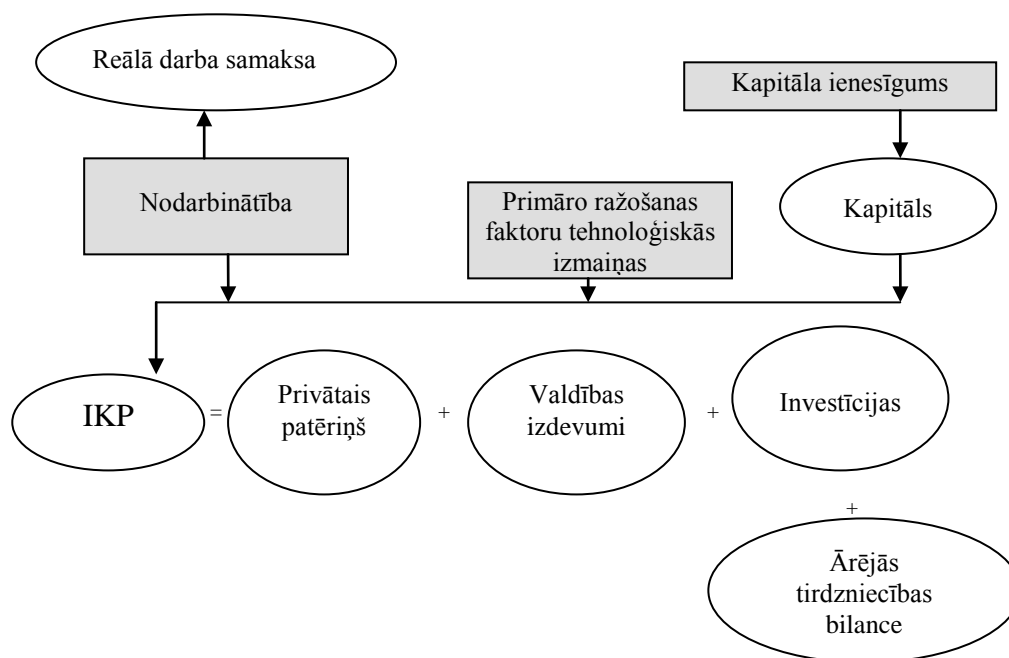 Reālā darba samaksa
Kapitāla ienesīgums
Nodarbinātība
Primāro ražošanas
faktoru tehnoloģiskās
izmaiņas
Kapitāls
IKP
=
Privātais
patēriņš
+
Valdības
izdevumi
+
Investīcijas
+
Ārējās
tirdzniecības
bilance